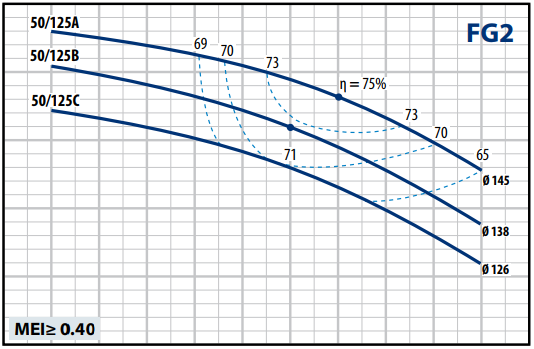 50/125A
FG2
69
70
50/125B
73
η = 75%
50/125C
73
70
71
65
Ø 145
Ø 138
Ø 126
MEI≥ 0.40